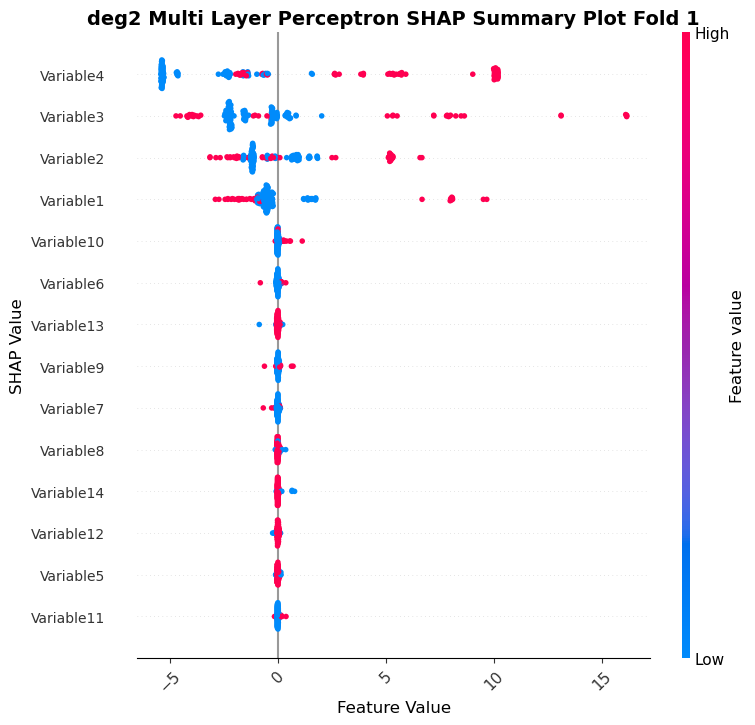 deg2 Multi Layer Perceptron SHAP Summary Plot Fold 1
High
Variable4
Variable3
Variable2
Variable1
Variable10
Variable6
Variable13
Variable9
Variable7
Variable8
Variable14
Variable12
Variable5
Variable11
SHAP Value
Feature value
Low
−5
0
5
10
15
Feature Value